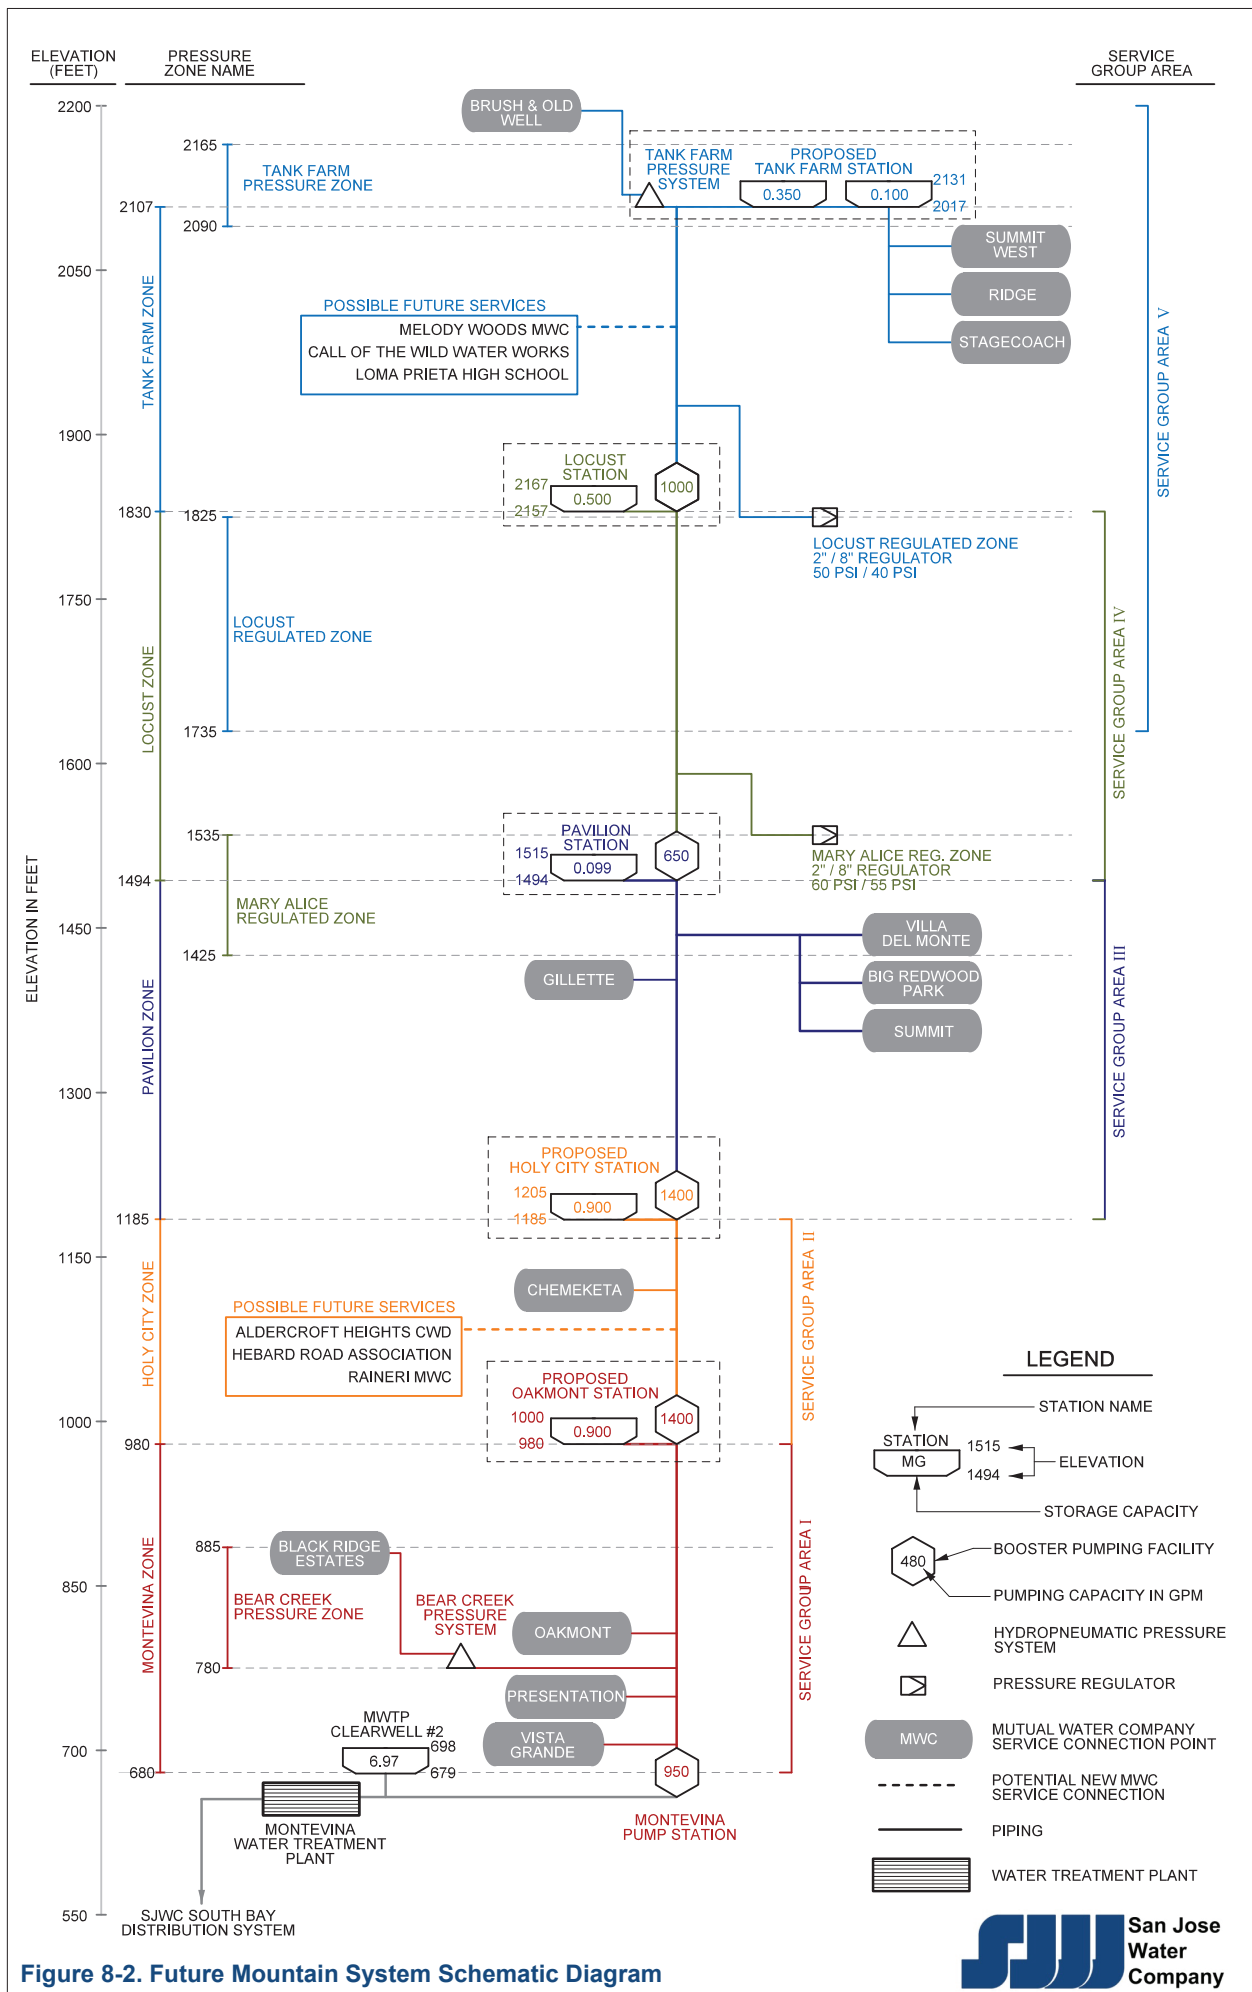 ELEVATION
(FEET)
PRESSURE
ZONE NAME
SERVICE
GROUP AREA
2200
2050
1900
1750
1600
1450
1300
1150
1000
850
700
550
ELEVATION IN FEET
2107
1830
1494
1185
980
680
TANK FARM ZONE
LOCUST ZONE
PAVILION ZONE
HOLY CITY ZONE
MONTEVINA ZONE
2165
TANK FARM
PRESSURE ZONE
2090
1825
LOCUST
REGULATED ZONE
1735
1535
MARY ALICE
REGULATED ZONE
1425
885
BEAR CREEK
PRESSURE ZONE
780
BRUSH & OLD
WELL
TANK FARM
PRESSURE
SYSTEM
PROPOSED
TANK FARM STATION
0.350
0.100
2131
2017
SUMMIT
WEST
RIDGE
STAGECOACH
POSSIBLE FUTURE SERVICES
MELODY WOODS MWC
CALL OF THE WILD WATER WORKS
LOMA PRIETA HIGH SCHOOL
LOCUST
STATION
2167
0.500
2157
1000
LOCUST REGULATED ZONE
2" / 8" REGULATOR
50 PSI / 40 PSI
PAVILION
STATION
1515
0.099
1494
650
MARY ALICE REG. ZONE
2" / 8" REGULATOR
60 PSI / 55 PSI
VILLA
DEL MONTE
BIG REDWOOD
PARK
SUMMIT
GILLETTE
PROPOSED
HOLY CITY STATION
1205
0.900
1185
1400
CHEMEKETA
POSSIBLE FUTURE SERVICES
ALDERCROFT HEIGHTS CWD
HEBARD ROAD ASSOCIATION
RAINERI MWC
PROPOSED
OAKMONT STATION
1000
0.900
980
1400
BLACK RIDGE
ESTATES
BEAR CREEK
PRESSURE
SYSTEM
OAKMONT
PRESENTATION
VISTA
GRANDE
MWTP
CLEARWELL #2
698
6.97
679
950
MONTEVINA
PUMP STATION
MONTEVINA
WATER TREATMENT
PLANT
SJWC SOUTH BAY
DISTRIBUTION SYSTEM
SERVICE GROUP AREA V
SERVICE GROUP AREA IV
SERVICE GROUP AREA III
SERVICE GROUP AREA II
SERVICE GROUP AREA I
LEGEND
STATION NAME
STATION
1515
MG
1494
ELEVATION
STORAGE CAPACITY
480
BOOSTER PUMPING FACILITY
PUMPING CAPACITY IN GPM
HYDROPNEUMATIC PRESSURE
SYSTEM
PRESSURE REGULATOR
MWC
MUTUAL WATER COMPANY
SERVICE CONNECTION POINT
POTENTIAL NEW MWC
SERVICE CONNECTION
PIPING
WATER TREATMENT PLANT
Figure 8-2. Future Mountain System Schematic Diagram
San Jose
Water
Company